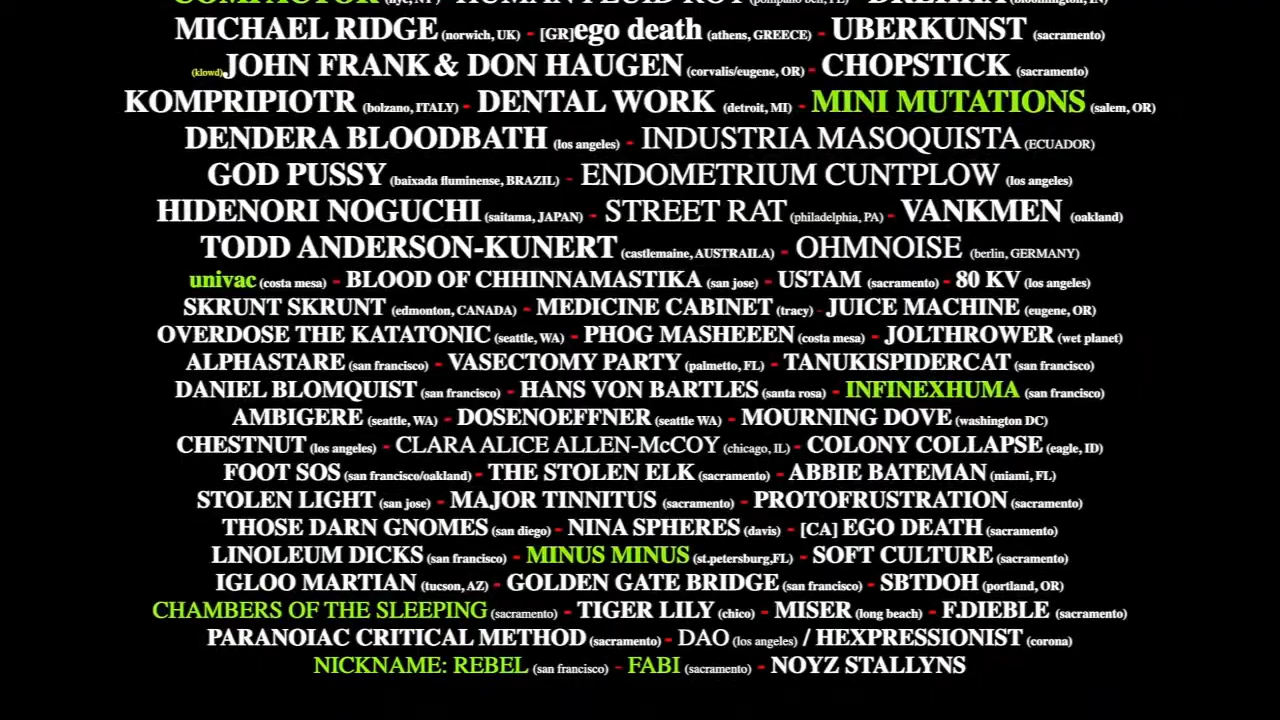 COMPACTOR (nyc, NY) - HUMAN FLUID ROT (pompano bch, FL) - DREKKA (bloomington, IN)
MICHAEL RIDGE (norwich, UK) - [GR]ego death (athens, GREECE) - UBERKUNST (sacramento)
(klowd)JOHN FRANK & DON HAUGEN (corvalis/eugene, OR) - CHOPSTICK (sacramento)
KOMPRIPIOTR (bolzano, ITALY) - DENTAL WORK (detroit, MI) - MINI MUTATIONS (salem, OR)
DENDERA BLOODBATH (los angeles) - INDUSTRIA MASOQUISTA (ECUADOR)
GOD PUSSY (baixada fluminense, BRAZIL) - ENDOMETRIUM CUNTPLOW (los angeles)
HIDENORI NOGUCHI (saitama, JAPAN) - STREET RAT (philadelphia, PA) - VANKMEN (oakland)
TODD ANDERSON-KUNERT (castlemaine, AUSTRAILA) - OHMNOISE (berlin, GERMANY)
univac (costa mesa) - BLOOD OF CHHINNAMASTIKA (san jose) - USTAM (sacramento) - 80 KV (los angeles)
SKRUNT SKRUNT (edmonton, CANADA) - MEDICINE CABINET (tracy) - JUICE MACHINE (eugene, OR)
OVERDOSE THE KATATONIC (seattle, WA) - PHOG MASHEEEN (costa mesa) - JOLTHROWER (wet planet)
ALPHASTARE (san francisco) - VASECTOMY PARTY (palmetto, FL) - TANUKISPIDERCAT (san francisco)
DANIEL BLOMQUIST (san francisco) - HANS VON BARTLES (santa rosa) - INFINEXHUMA (san francisco)
AMBIGERE (seattle, WA) - DOSENOEFFNER (seattle WA) - MOURNING DOVE (washington DC)
CHESTNUT (los angeles) - CLARA ALICE ALLEN-McCOY (chicago, IL) - COLONY COLLAPSE (eagle, ID)
FOOT SOS (san francisco/oakland) - THE STOLEN ELK (sacramento) - ABBIE BATEMAN (miami, FL)
STOLEN LIGHT (san jose) - MAJOR TINNITUS (sacramento) - PROTOFRUSTRATION (sacramento)
THOSE DARN GNOMES (san diego) - NINA SPHERES (davis) - [CA] EGO DEATH (sacramento)
LINOLEUM DICKS (san francisco) - MINUS MINUS (st.petersburg,FL) - SOFT CULTURE (sacramento)
IGLOO MARTIAN (tucson, AZ) - GOLDEN GATE BRIDGE (san francisco) - SBTDOH (portland, OR)
CHAMBERS OF THE SLEEPING (sacramento) - TIGER LILY (chico) - MISER (long beach) - F.DIEBLE (sacramento)
PARANOIAC CRITICAL METHOD (sacramento) - DAO (los angeles) / HEXPRESSIONIST (corona)
NICKNAME: REBEL (san francisco) - FABI (sacramento) - NOYZ STALLYNS